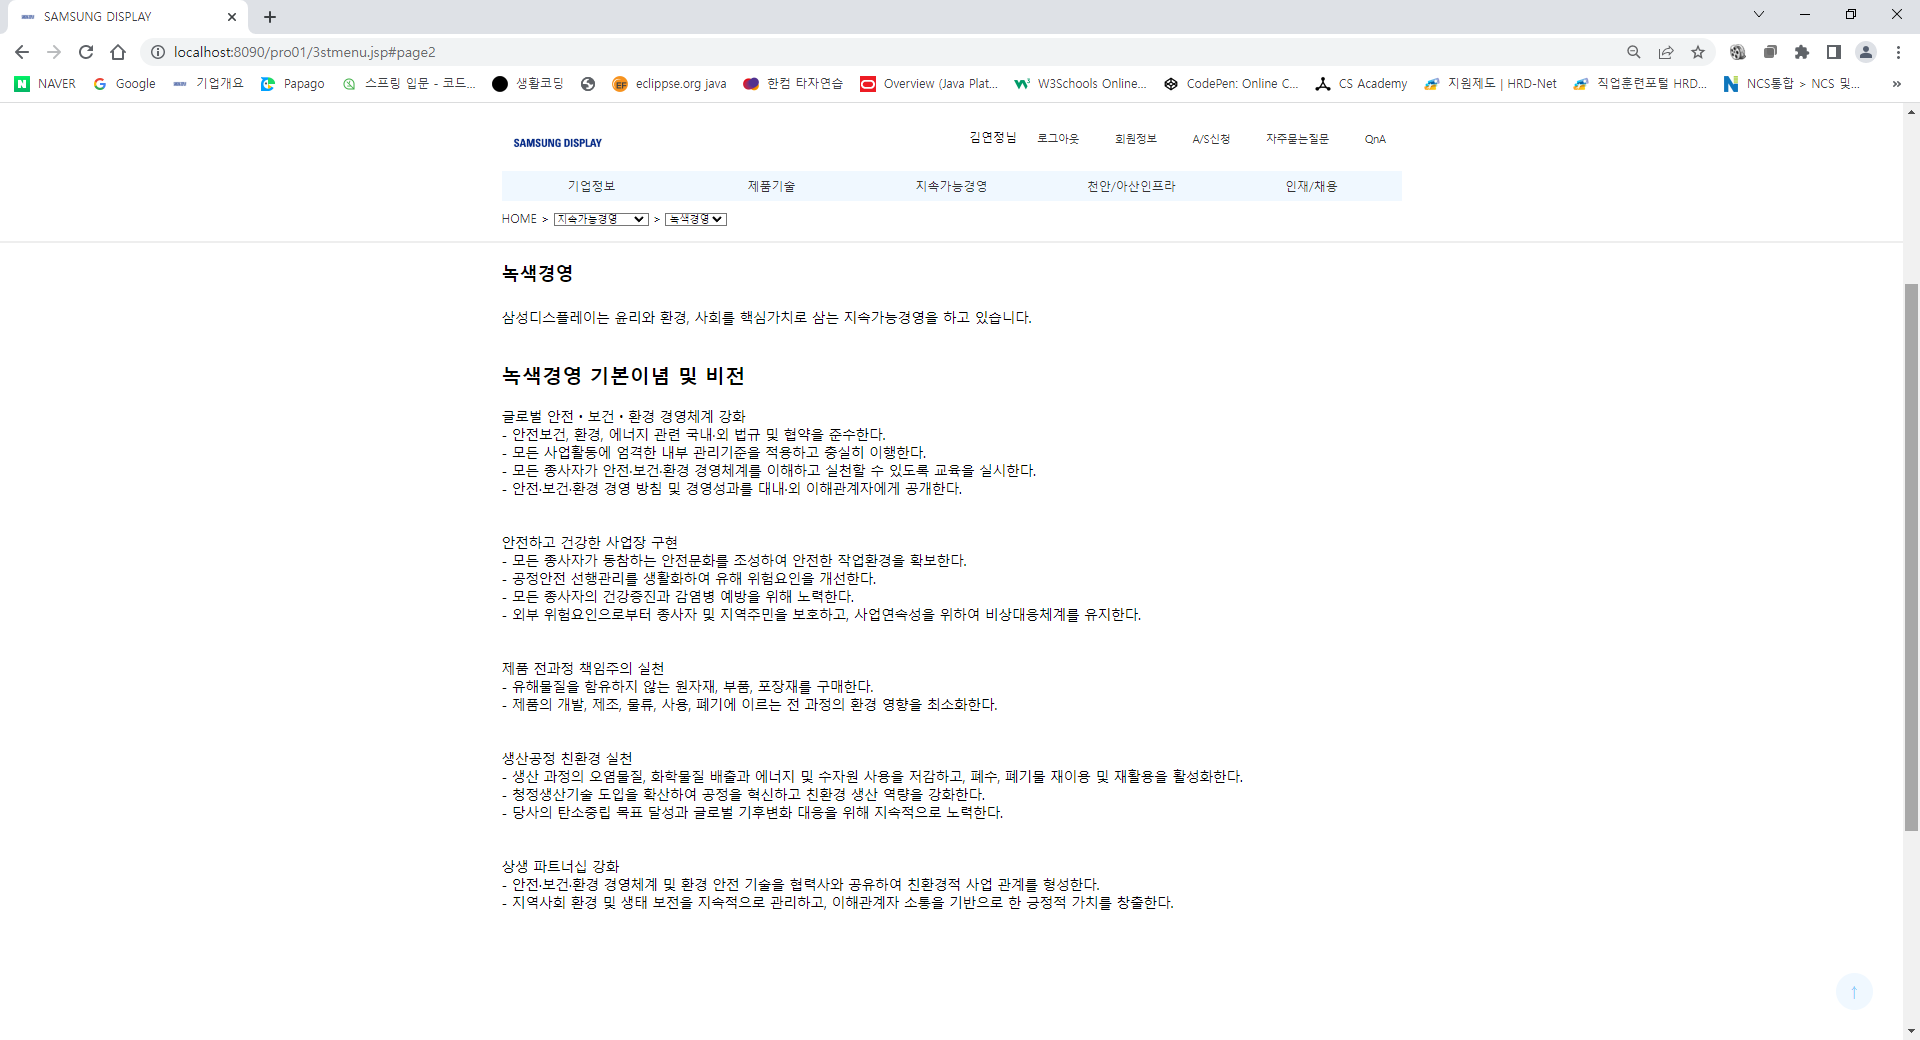 SAMSUNG DISPLAY
localhost:8090/pro01/3stmenu.jsp#page2
NAVER Google 기업개요 Papago 스프링 입문 - 코드... 생활코딩 eclippse.org java 한컴 타자연습 Overview (Java Plat... W3Schools Online... CodePen: Online C... CS Academy 지원제도 | HRD-Net 직업훈련포털 HRD... NCS통합 > NCS 및... »
SAMSUNG DISPLAY 김연정님 로그아웃 회원정보 A/S신청 자주묻는질문 QnA
기업정보 제품기술 지속가능경영 천안/아산인프라 인재/채용
HOME > 지속가능경영 > 녹색경영
녹색경영
삼성디스플레이는 윤리와 환경, 사회를 핵심가치로 삼는 지속가능경영을 하고 있습니다.
녹색경영 기본이념 및 비전
글로벌 안전・보건・환경 경영체계 강화
- 안전보건, 환경, 에너지 관련 국내·외 법규 및 협약을 준수한다.
- 모든 사업활동에 엄격한 내부 관리기준을 적용하고 충실히 이행한다.
- 모든 종사자가 안전·보건·환경 경영체계를 이해하고 실천할 수 있도록 교육을 실시한다.
- 안전·보건·환경 경영 방침 및 경영성과를 대내·외 이해관계자에게 공개한다.
안전하고 건강한 사업장 구현
- 모든 종사자가 동참하는 안전문화를 조성하여 안전한 작업환경을 확보한다.
- 공정안전 선행관리를 생활화하여 유해 위험요인을 개선한다.
- 모든 종사자의 건강증진과 감염병 예방을 위해 노력한다.
- 외부 위험요인으로부터 종사자 및 지역주민을 보호하고, 사업연속성을 위하여 비상대응체계를 유지한다.
제품 전과정 책임주의 실천
- 유해물질을 함유하지 않는 원자재, 부품, 포장재를 구매한다.
- 제품의 개발, 제조, 물류, 사용, 폐기에 이르는 전 과정의 환경 영향을 최소화한다.
생산공정 친환경 실천
- 생산 과정의 오염물질, 화학물질 배출과 에너지 및 수자원 사용을 저감하고, 폐수, 폐기물 재이용 및 재활용을 활성화한다.
- 청정생산기술 도입을 확산하여 공정을 혁신하고 친환경 생산 역량을 강화한다.
- 당사의 탄소중립 목표 달성과 글로벌 기후변화 대응을 위해 지속적으로 노력한다.
상생 파트너십 강화
- 안전·보건·환경 경영체계 및 환경 안전 기술을 협력사와 공유하여 친환경적 사업 관계를 형성한다.
- 지역사회 환경 및 생태 보전을 지속적으로 관리하고, 이해관계자 소통을 기반으로 한 긍정적 가치를 창출한다.
↑